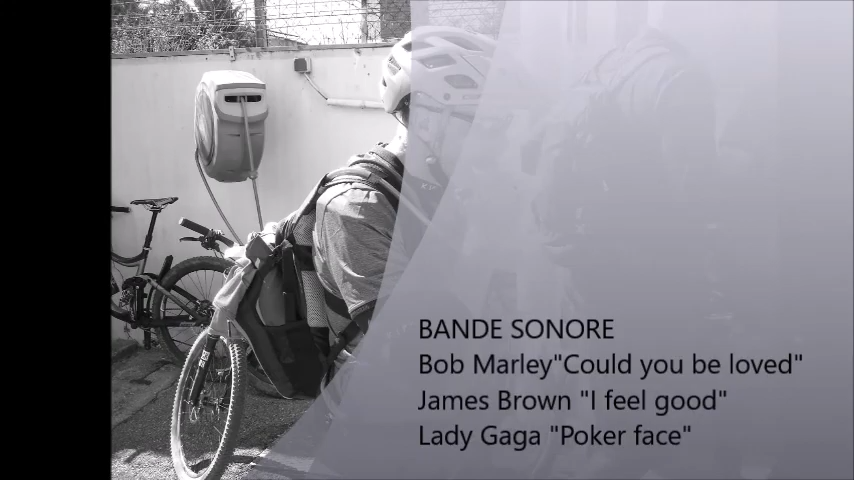 BANDE SONORE
Bob Marley"Could you be loved"
James Brown "I feel good"
Lady Gaga "Poker face"